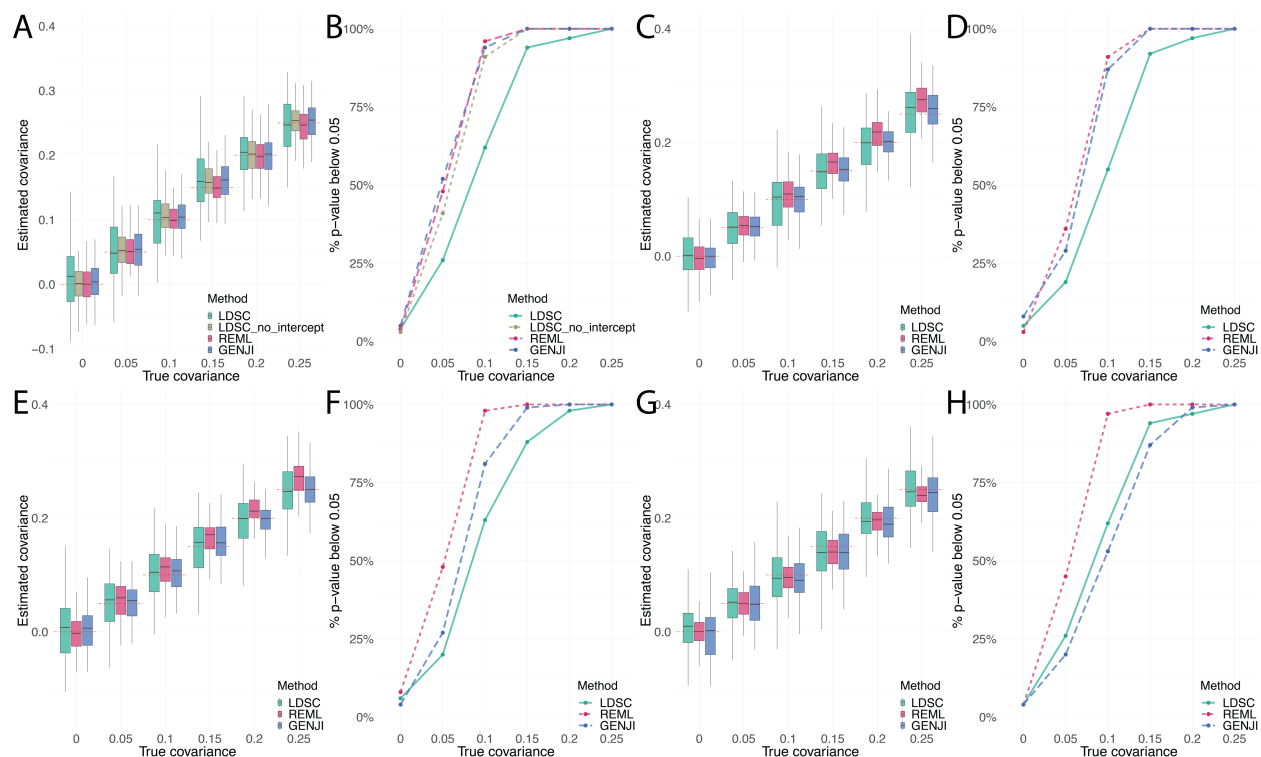 A
0.4
0.3
0.2
0.1
0.0
−0.1
Estimated covariance
0 0.05 0.1 0.15 0.2 0.25
True covariance
Method
LDSC
LDSC_no_intercept
REML
GENJI
B
100%
75%
50%
25%
0%
% p−value below 0.05
0 0.05 0.1 0.15 0.2 0.25
True covariance
Method
LDSC
LDSC_no_intercept
REML
GENJI
C
0.4
0.2
0.0
Estimated covariance
0 0.05 0.1 0.15 0.2 0.25
True covariance
Method
LDSC
REML
GENJI
D
100%
75%
50%
25%
0%
% p−value below 0.05
0 0.05 0.1 0.15 0.2 0.25
True covariance
Method
LDSC
REML
GENJI
E
0.4
0.2
0.0
Estimated covariance
0 0.05 0.1 0.15 0.2 0.25
True covariance
Method
LDSC
REML
GENJI
F
100%
75%
50%
25%
0%
% p−value below 0.05
0 0.05 0.1 0.15 0.2 0.25
True covariance
Method
LDSC
REML
GENJI
G
0.4
0.2
0.0
Estimated covariance
0 0.05 0.1 0.15 0.2 0.25
True covariance
Method
LDSC
REML
GENJI
H
100%
75%
50%
25%
0%
% p−value below 0.05
0 0.05 0.1 0.15 0.2 0.25
True covariance
Method
LDSC
REML
GENJI